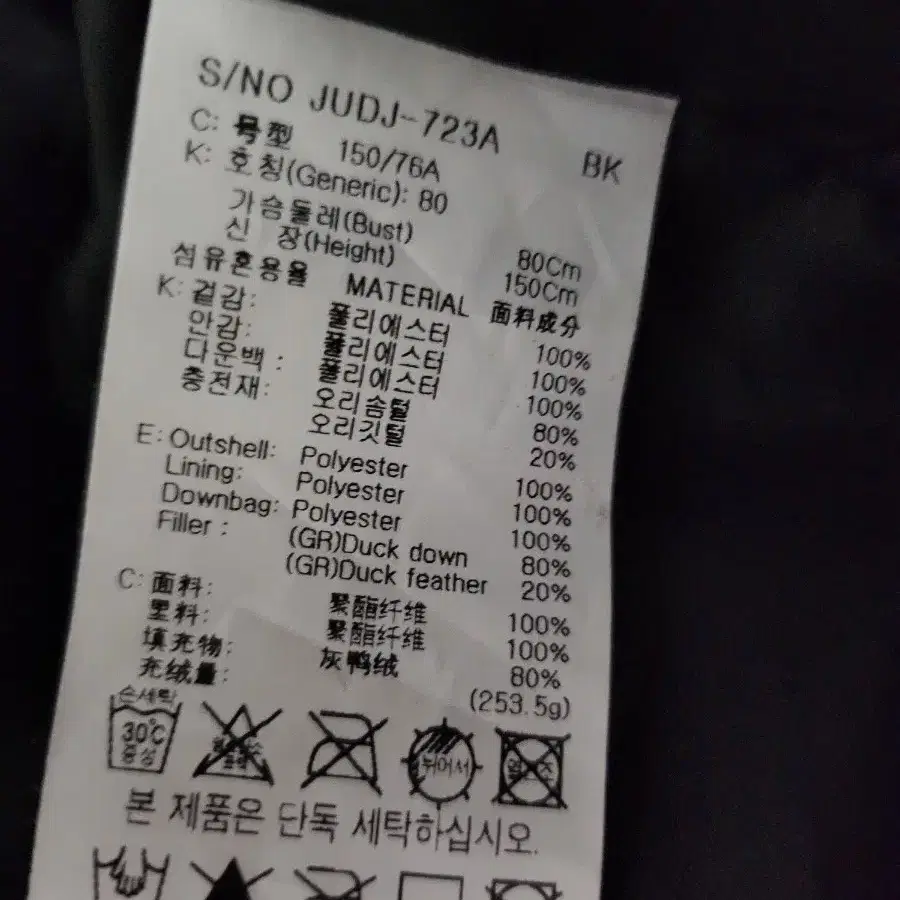 S/NO JUDJ-723A BK
C: 号型 150/76A
K: 호칭(Generic): 80
가슴둘레(Bust) 80Cm
신 장(Height) 150Cm
섬유혼용율 MATERIAL 面料成分
K: 겉감: 폴리에스터 100%
안감: 폴리에스터 100%
다운백 : 폴리에스터 100%
충전재: 오리솜털 80%
오리깃털 20%
E: Outshell: Polyester 100%
Lining: Polyester 100%
Downbag: Polyester 100%
Filler : (GR)Duck down 80%
(GR)Duck feather 20%
C: 面料: 聚酯纤维 100%
里料: 聚酯纤维 100%
填充物: 灰鸭绒 80%
充绒量: (253.5g)
손세탁
30℃
중성
뉘어서
본 제품은 단독 세탁하십시오.